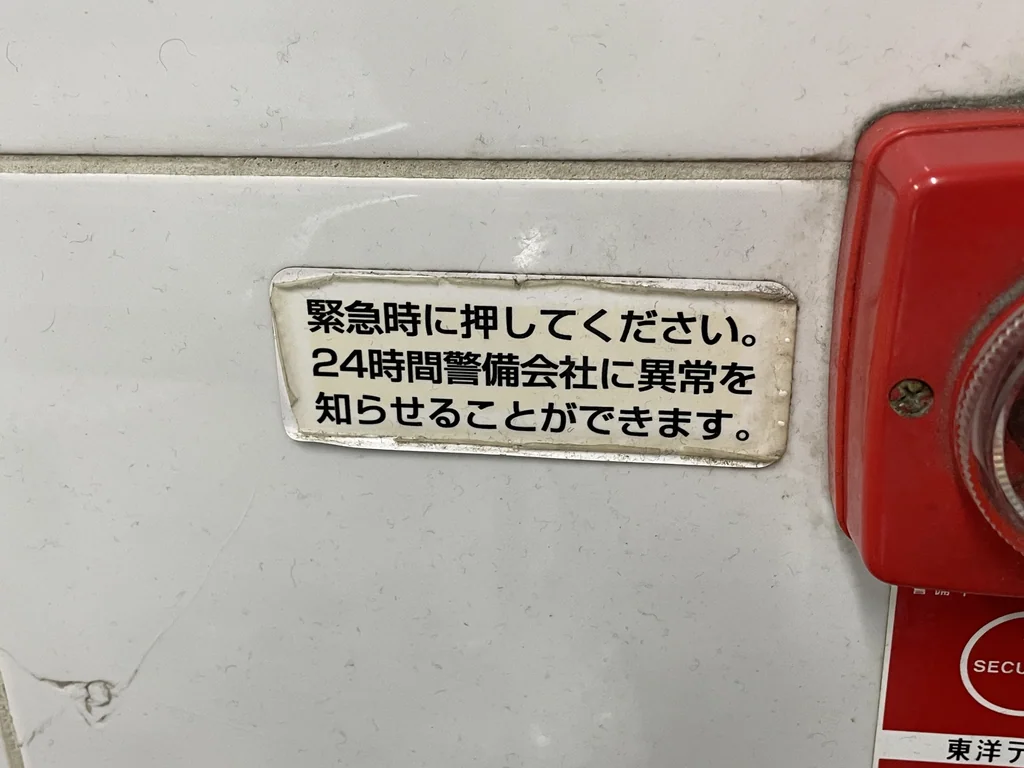 緊急時に押してください。
24時間警備会社に異常を
知らせることができます。
SECU
東洋テ